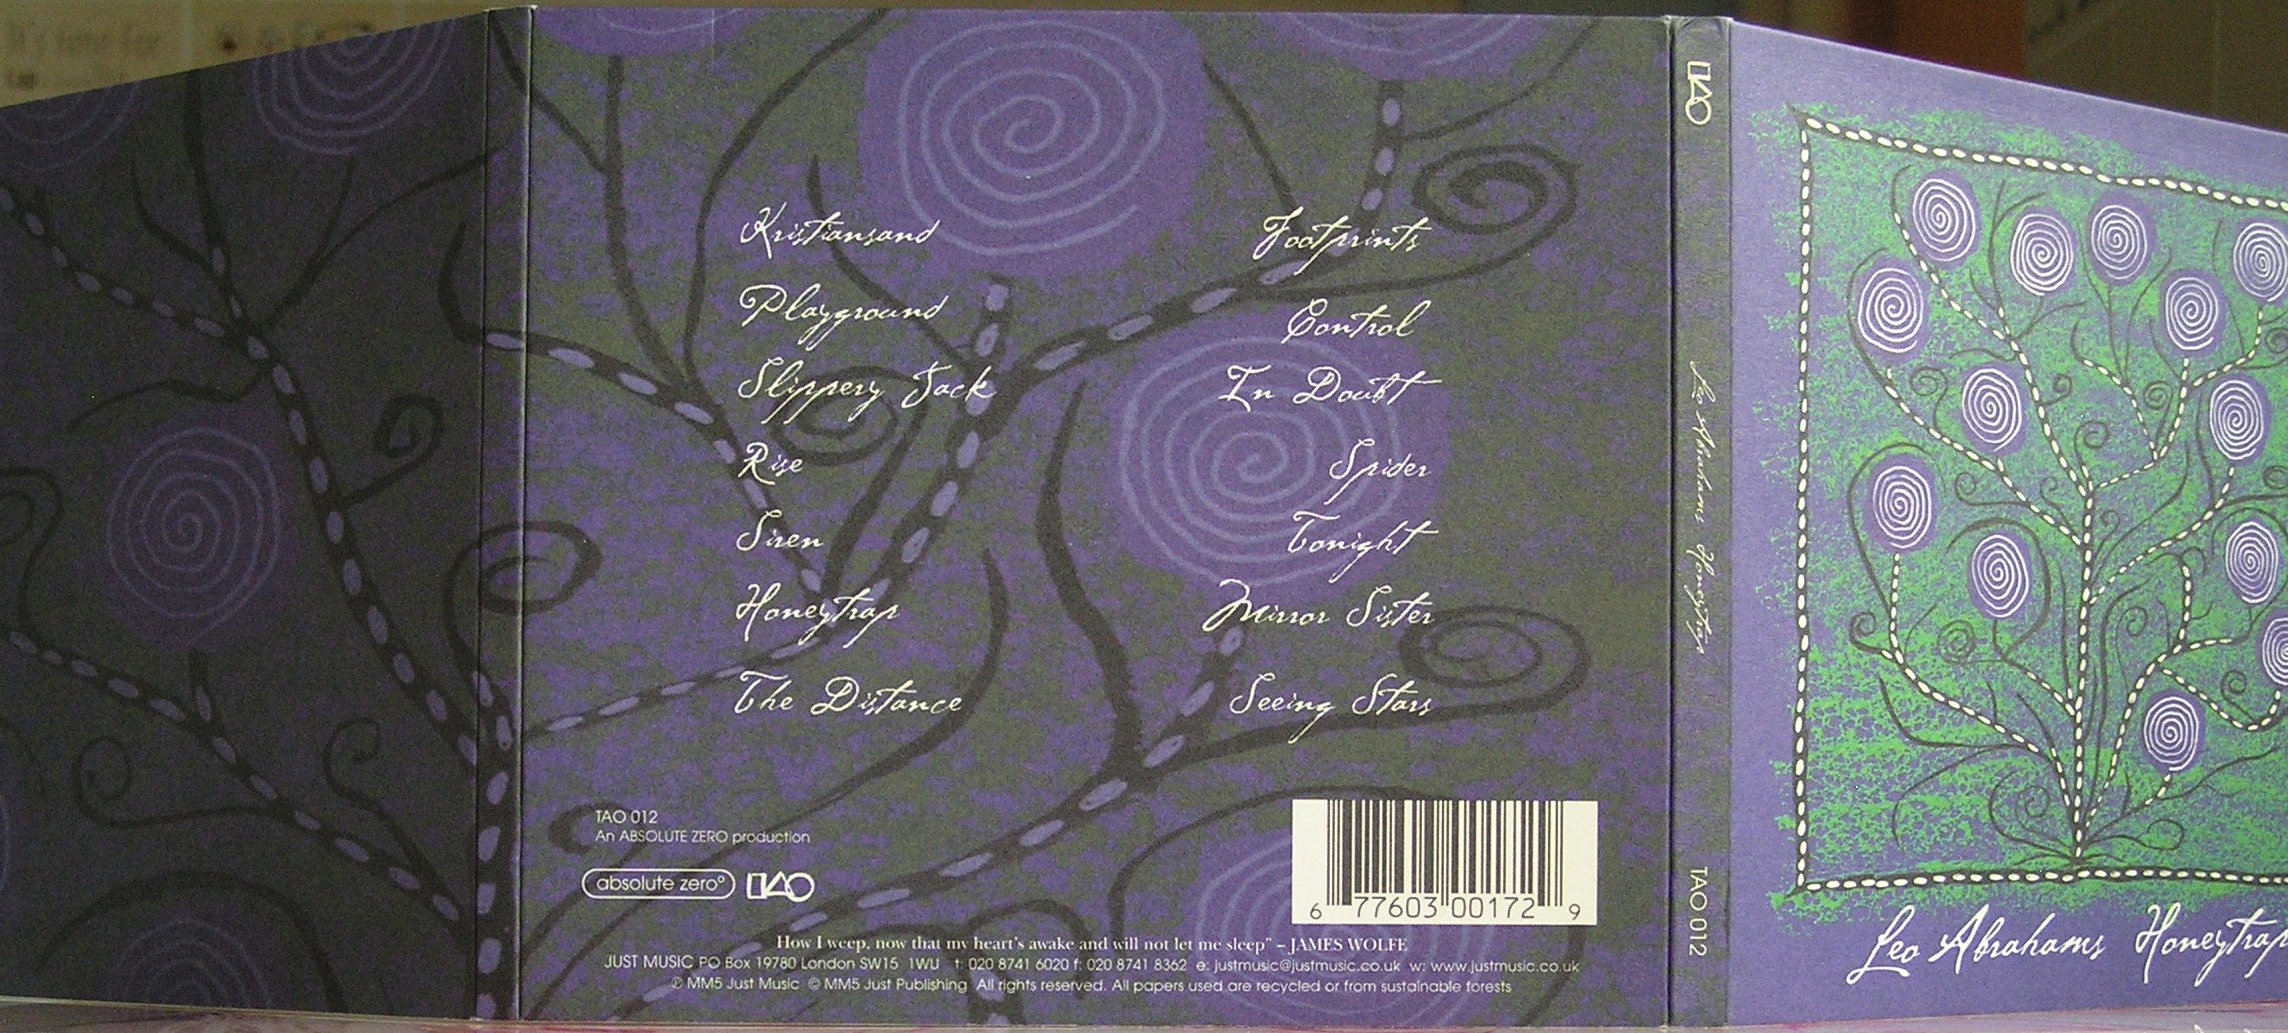 Kristiansand
Playground
Slippery Jack
Rise
Siren
Honeytrap
The Distance
Footprints
Control
In Doubt
Spider
Tonight
Mirror Sister
Seeing Stars
TAO 012
An ABSOLUTE ZERO production
absolute zero°
6 77603 00172 9
How I weep, now that my heart's awake and will not let me sleep" – JAMES WOLFE
JUST MUSIC PO Box 19780 London SW15 1WU t: 020 8741 6020 f: 020 8741 8362 e: justmusic@justmusic.co.uk w: www.justmusic.co.uk
℗ MM5 Just Music © MM5 Just Publishing All rights reserved. All papers used are recycled or from sustainable forests
Leo Abrahams Honeytrap
TAO 012
Leo Abrahams Honeytrap